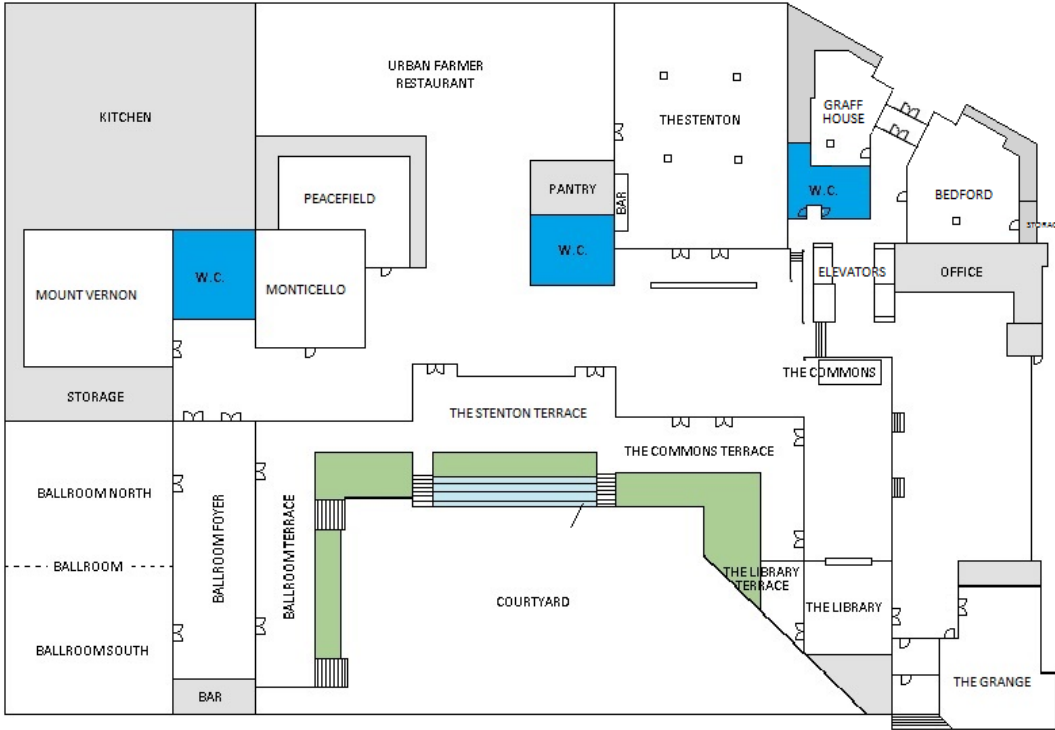 URBAN FARMER
RESTAURANT
KITCHEN
THE STENTON
GRAFF
HOUSE
PEACEFIELD
PANTRY
BAR
W.C.
BEDFORD
STORAG
W.C.
W.C.
ELEVATORS
OFFICE
MOUNT VERNON
MONTICELLO
THE COMMONS
STORAGE
THE STENTON TERRACE
THE COMMONS TERRACE
BALLROOM NORTH
BALLROOM FOYER
BALLROOM TERRACE
BALLROOM
THE LIBRARY
TERRACE
COURTYARD
THE LIBRARY
BALLROOM SOUTH
THE GRANGE
BAR